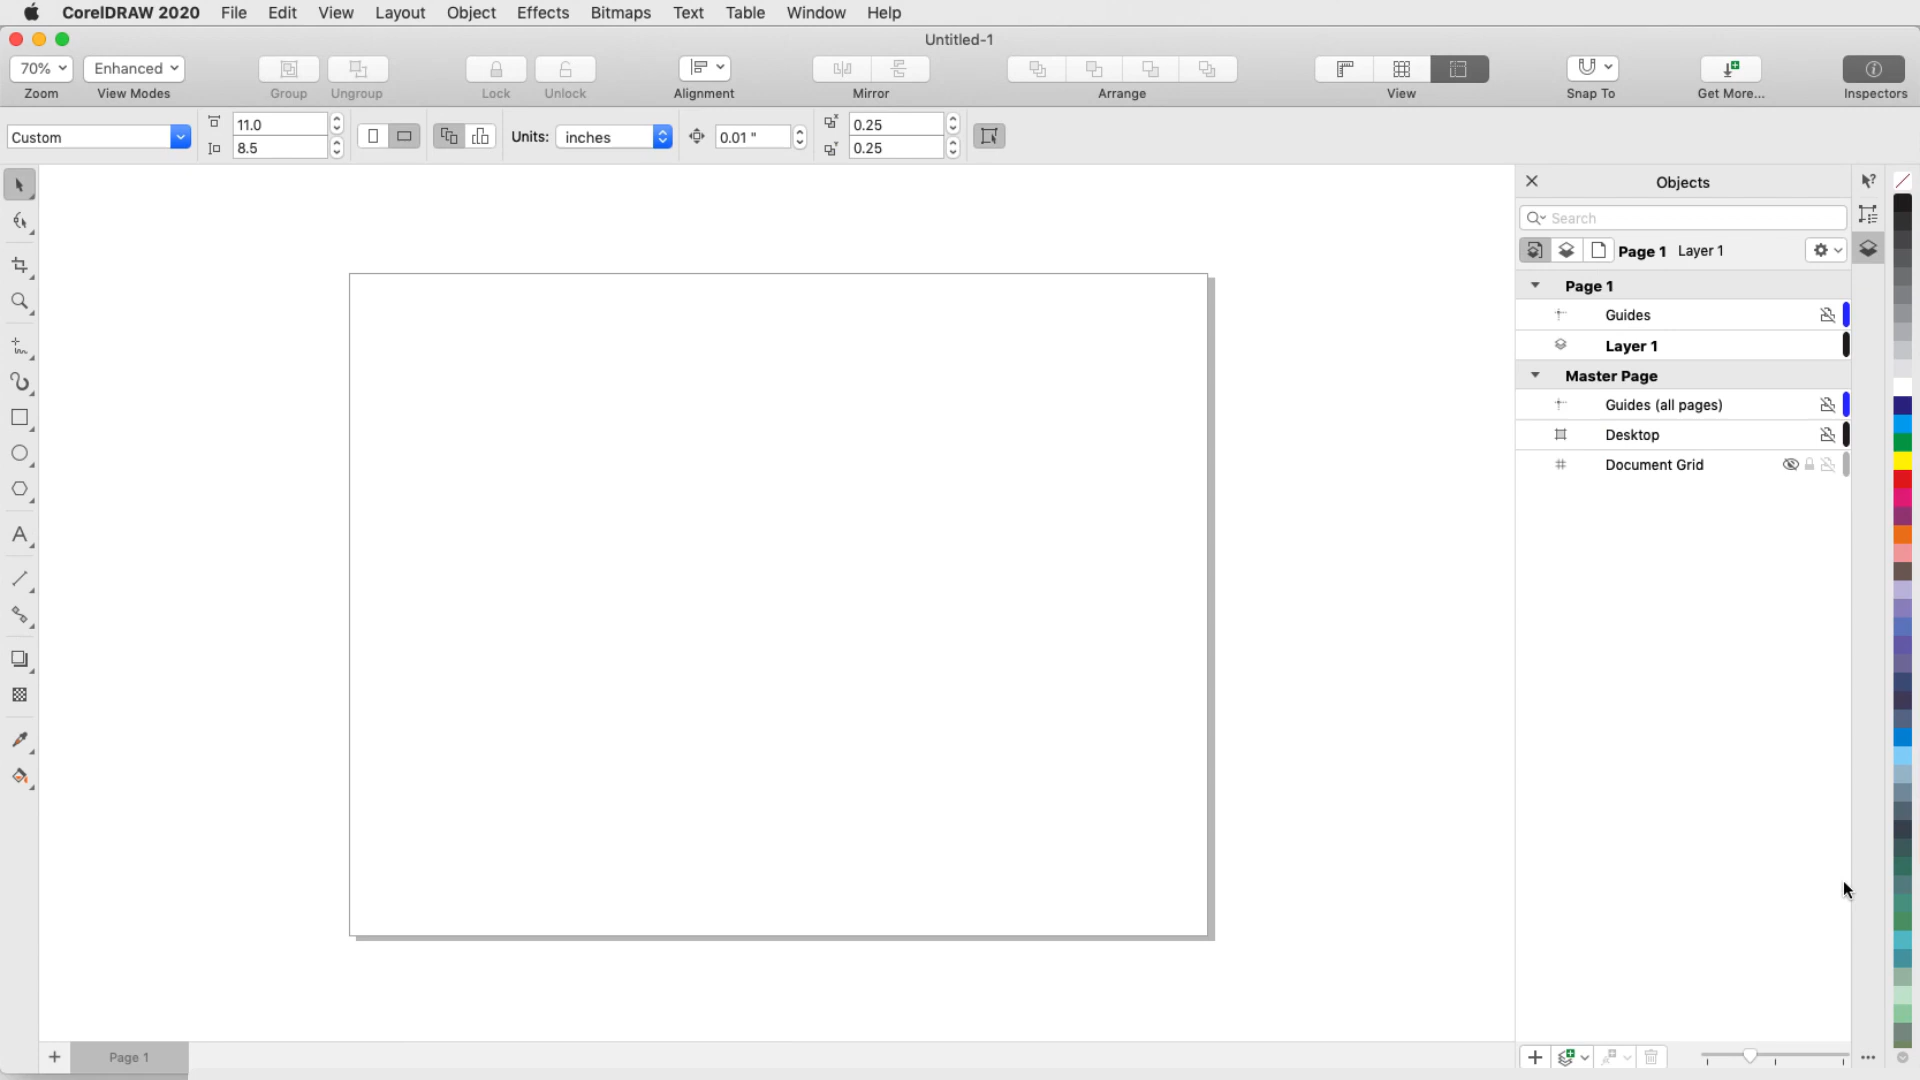 CorelDRAW 2020 File Edit View Layout Object Effects Bitmaps Text Table Window Help
Untitled-1
70% Enhanced
Zoom View Modes Group Ungroup Lock Unlock Alignment Mirror Arrange View Snap To Get More... Inspectors
Custom 11.0 8.5 Units: inches 0.01 " 0.25 0.25
Objects
Search
Page 1 Layer 1
Page 1
Guides
Layer 1
Master Page
Guides (all pages)
Desktop
Document Grid
Page 1